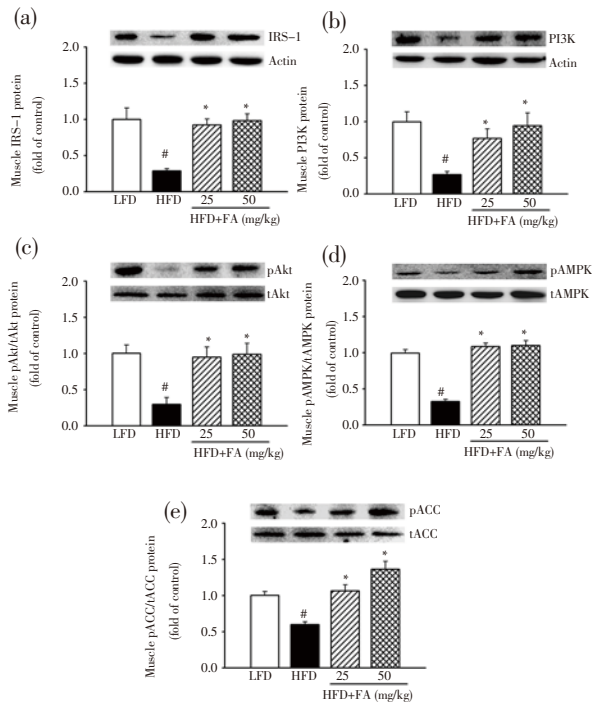 (a)
IRS-1
Actin
Muscle IRS-1 protein
(fold of control)
2.0
1.5
1.0
0.5
0.0
#
*
*
LFD HFD 25 50
HFD+FA (mg/kg)
(b)
PI3K
Actin
Muscle PI3K protein
(fold of control)
2.0
1.5
1.0
0.5
0.0
#
*
*
LFD HFD 25 50
HFD+FA (mg/kg)
(c)
pAkt
tAkt
Muscle pAkt/tAkt protein
(fold of control)
2.0
1.5
1.0
0.5
0.0
#
*
*
LFD HFD 25 50
HFD+FA (mg/kg)
(d)
pAMPK
tAMPK
Muscle pAMPK/tAMPK protein
(fold of control)
2.0
1.5
1.0
0.5
0.0
#
*
*
LFD HFD 25 50
HFD+FA (mg/kg)
(e)
pACC
tACC
Muscle pACC/tACC protein
(fold of control)
2.0
1.5
1.0
0.5
0.0
#
*
*
LFD HFD 25 50
HFD+FA (mg/kg)